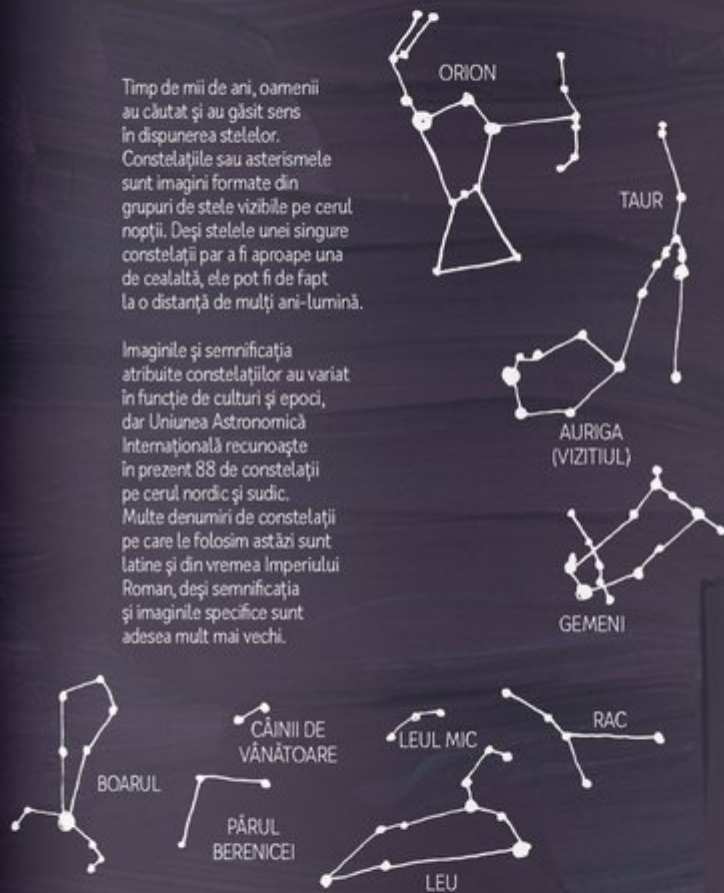 Timp de mii de ani, oamenii
au căutat şi au găsit sens
în dispunerea stelelor.
Constelaţiile sau asterismele
sunt imagini formate din
grupuri de stele vizibile pe cerul
nopţii. Deşi stelele unei singure
constelaţii par a fi aproape una
de cealaltă, ele pot fi de fapt
la o distanţă de mulţi ani-lumină.
Imaginile şi semnificaţia
atribuite constelaţiilor au variat
în funcţie de culturi şi epoci,
dar Uniunea Astronomică
Internaţională recunoaşte
în prezent 88 de constelaţii
pe cerul nordic şi sudic.
Multe denumiri de constelaţii
pe care le folosim astăzi sunt
latine şi din vremea Imperiului
Roman, deşi semnificaţia
şi imaginile specifice sunt
adesea mult mai vechi.
ORION
TAUR
AURIGA
(VIZITIUL)
GEMENI
BOARUL
CÂINII DE
VÂNĂTOARE
PĂRUL
BERENICEI
LEUL MIC
RAC
LEU